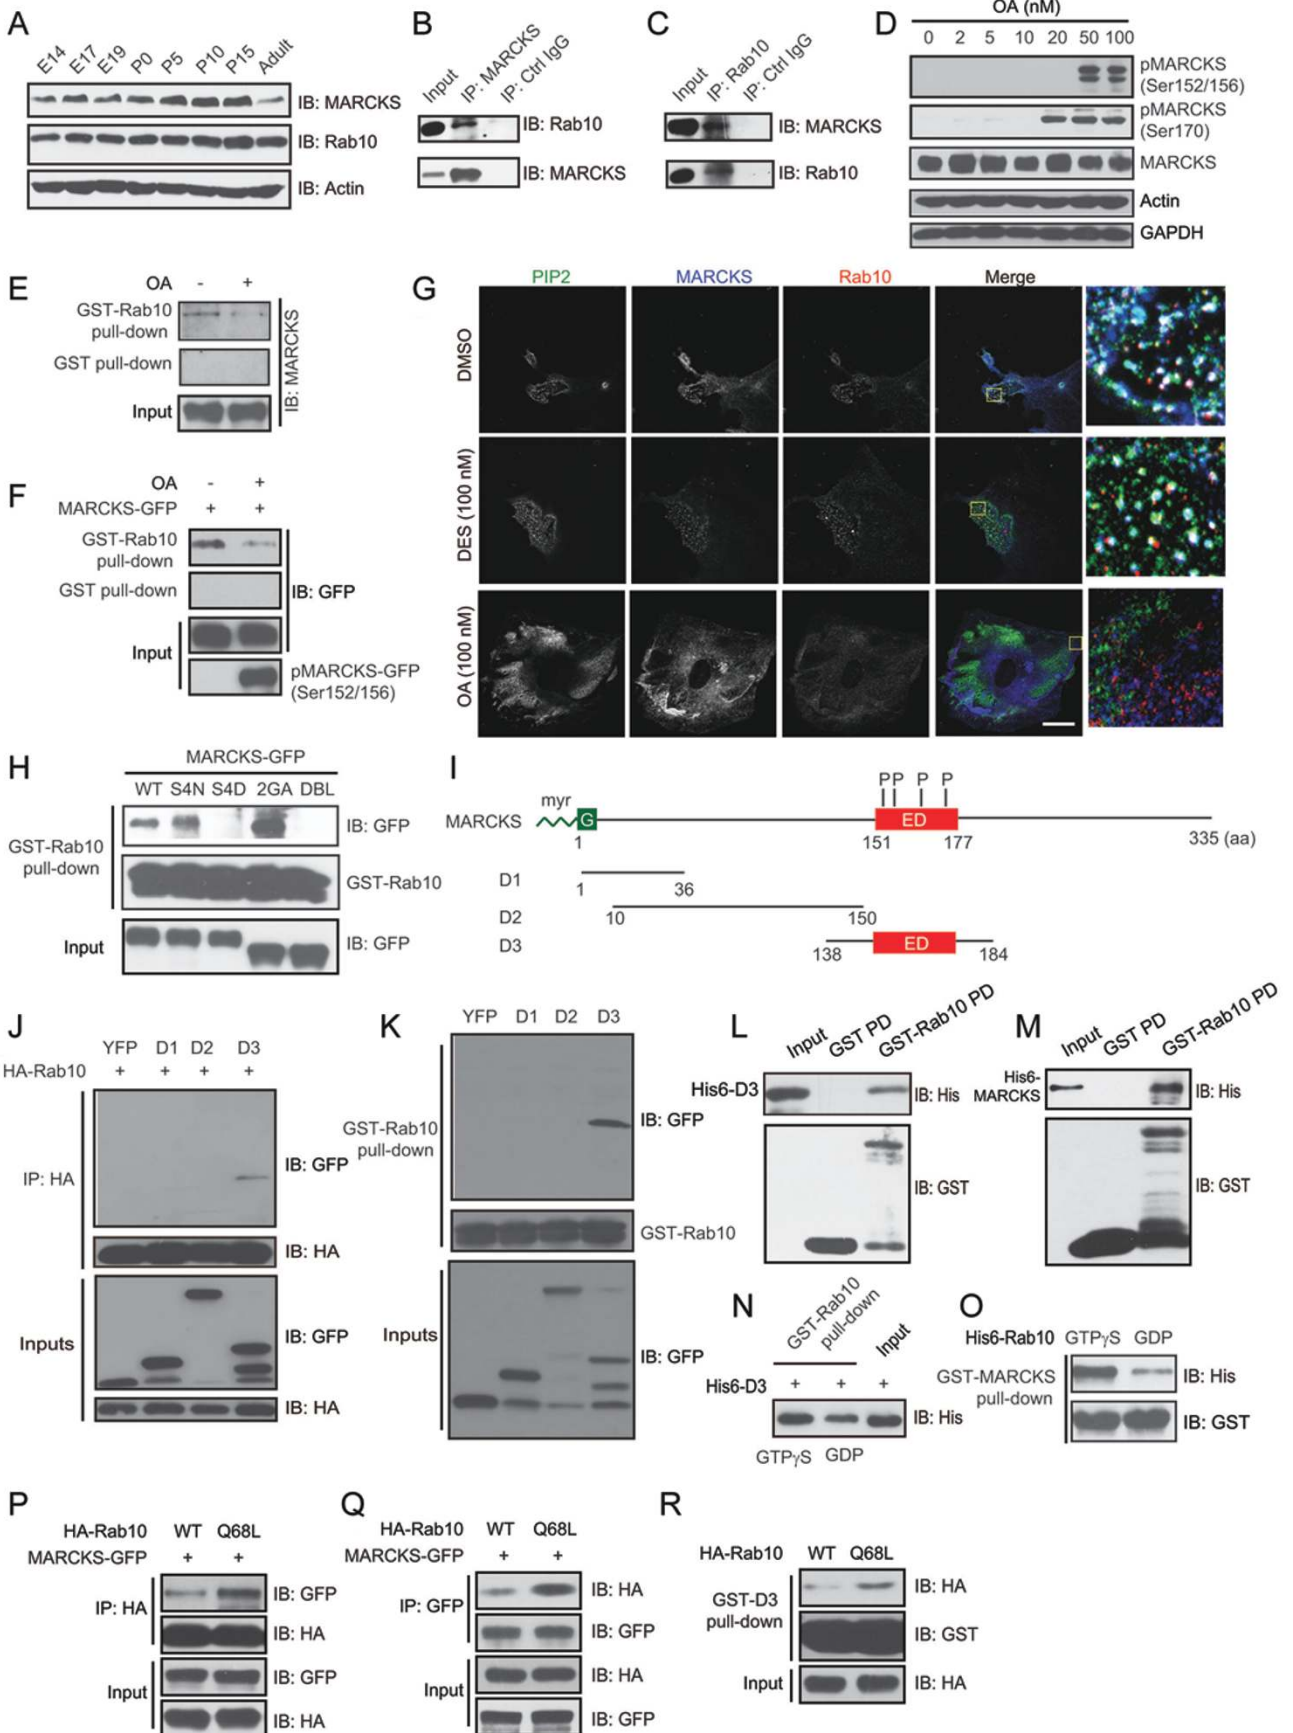 A
E14 E17 E19 P0 P5 P10 P15 Adult
IB: MARCKS
IB: Rab10
IB: Actin
B
Input IP: MARCKS IP: Ctrl IgG
IB: Rab10
IB: MARCKS
C
Input IP: Rab10 IP: Ctrl IgG
IB: MARCKS
IB: Rab10
D
OA (nM)
0 2 5 10 20 50 100
pMARCKS
(Ser152/156)
pMARCKS
(Ser170)
MARCKS
Actin
GAPDH
E
OA - +
GST-Rab10
pull-down
GST pull-down
Input
IB: MARCKS
F
OA - +
MARCKS-GFP + +
GST-Rab10
pull-down
GST pull-down
IB: GFP
Input
pMARCKS-GFP
(Ser152/156)
G
PIP2 MARCKS Rab10 Merge
DMSO
DES (100 nM)
OA (100 nM)
H
MARCKS-GFP
WT S4N S4D 2GA DBL
GST-Rab10
pull-down
IB: GFP
GST-Rab10
Input
IB: GFP
I
PP P P
myr
MARCKS G ED
1 151 177 335 (aa)
D1
1 36
D2
10 150
D3 ED
138 184
J
YFP D1 D2 D3
HA-Rab10 + + + +
IP: HA
IB: GFP
IB: HA
Inputs
IB: GFP
IB: HA
K
YFP D1 D2 D3
GST-Rab10
pull-down
IB: GFP
GST-Rab10
Inputs
IB: GFP
L
Input GST PD GST-Rab10 PD
His6-D3
IB: His
IB: GST
M
Input GST PD GST-Rab10 PD
His6-
MARCKS
IB: His
IB: GST
N
GST-Rab10
pull-down
Input
His6-D3 + + +
IB: His
GTPγS GDP
O
His6-Rab10 GTPγS GDP
GST-MARCKS
pull-down
IB: His
IB: GST
P
HA-Rab10 WT Q68L
MARCKS-GFP + +
IP: HA
IB: GFP
IB: HA
Input
IB: GFP
IB: HA
Q
HA-Rab10 WT Q68L
MARCKS-GFP + +
IP: GFP
IB: HA
IB: GFP
Input
IB: HA
IB: GFP
R
HA-Rab10 WT Q68L
GST-D3
pull-down
IB: HA
IB: GST
Input
IB: HA